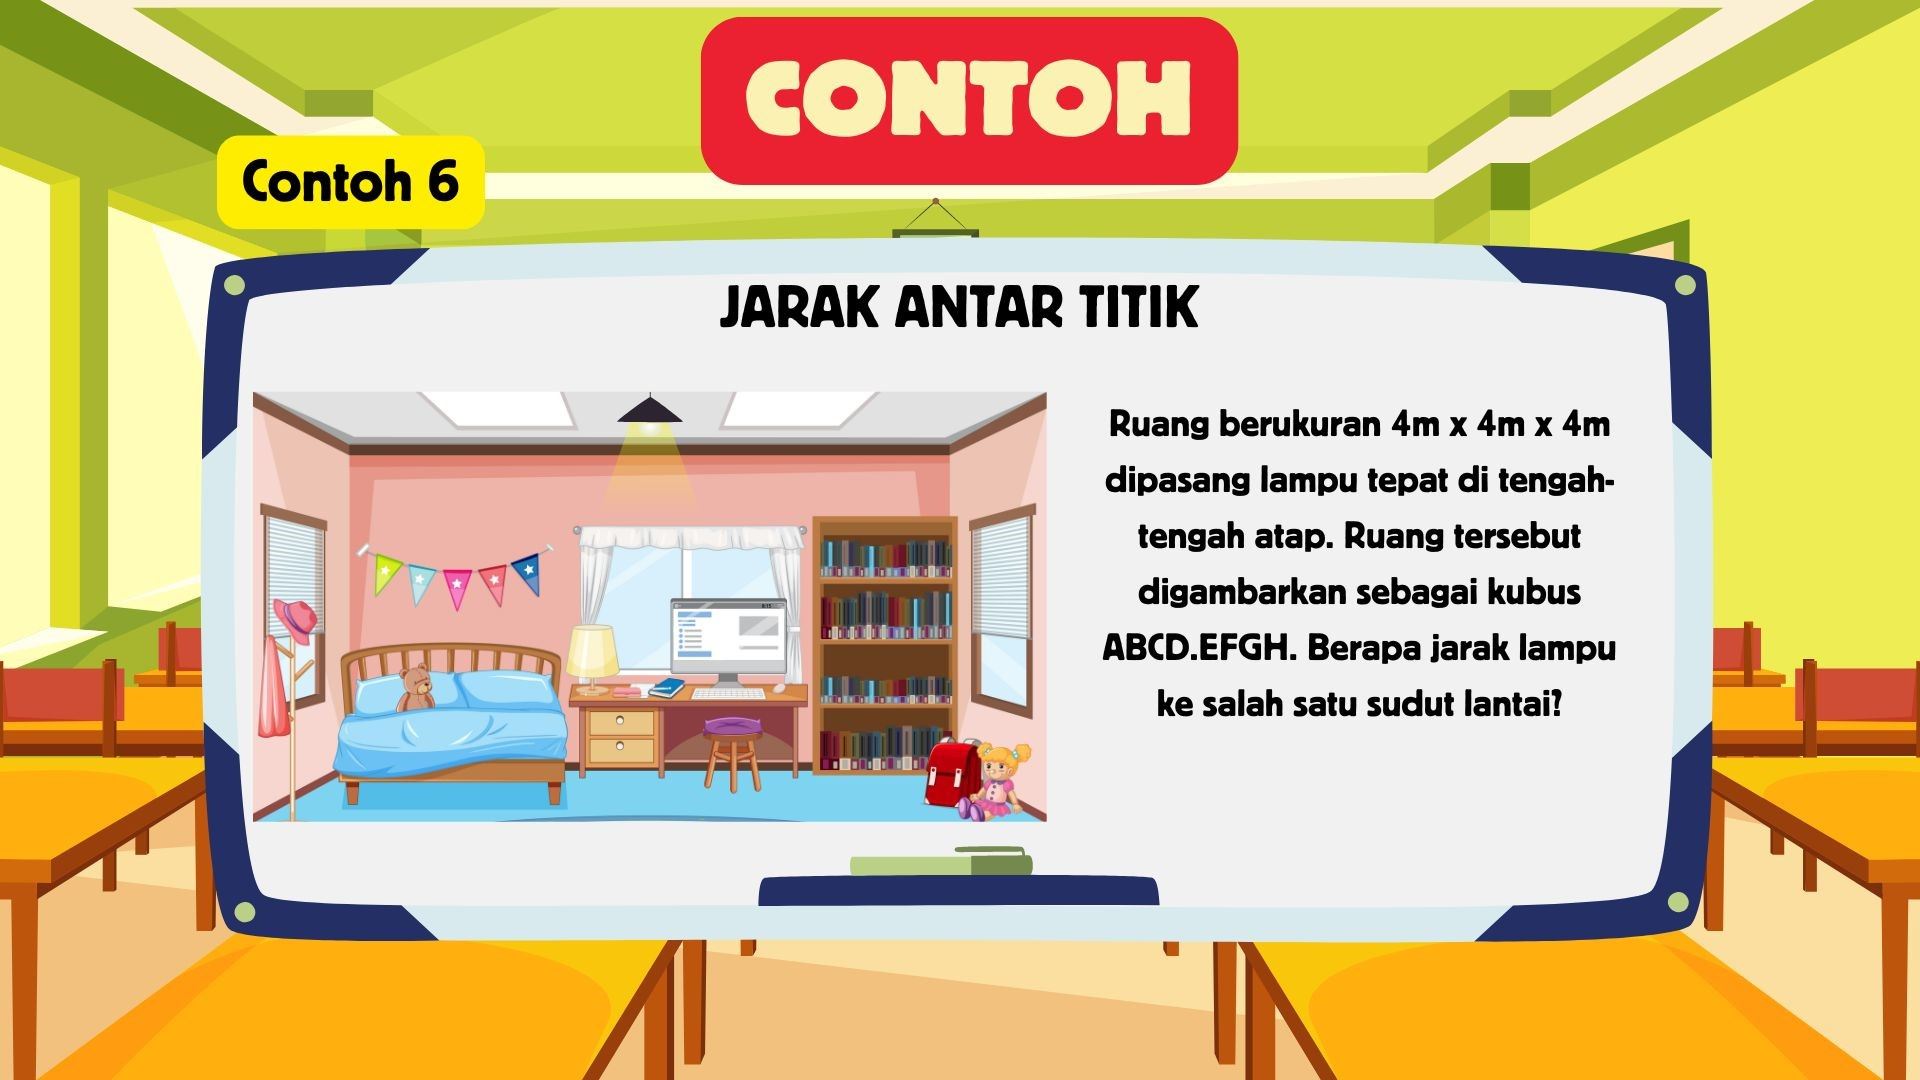 CONTOH
Contoh 6
JARAK ANTAR TITIK
Ruang berukuran 4m x 4m x 4m
dipasang lampu tepat di tengah-
tengah atap. Ruang tersebut
digambarkan sebagai kubus
ABCD.EFGH. Berapa jarak lampu
ke salah satu sudut lantai?